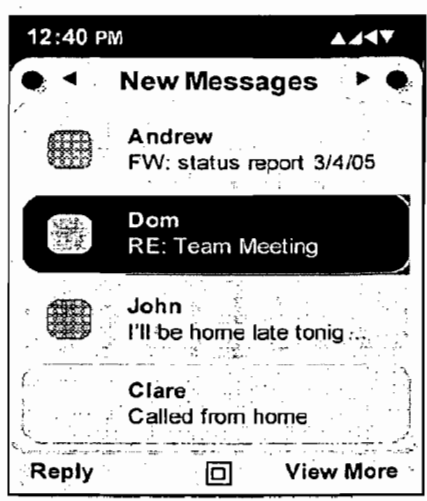 12:40 PM
New Messages
Andrew
FW: status report 3/4/05
Dom
RE: Team Meeting
John
I'll be home late tonig ...
Clare
Called from home
Reply View More